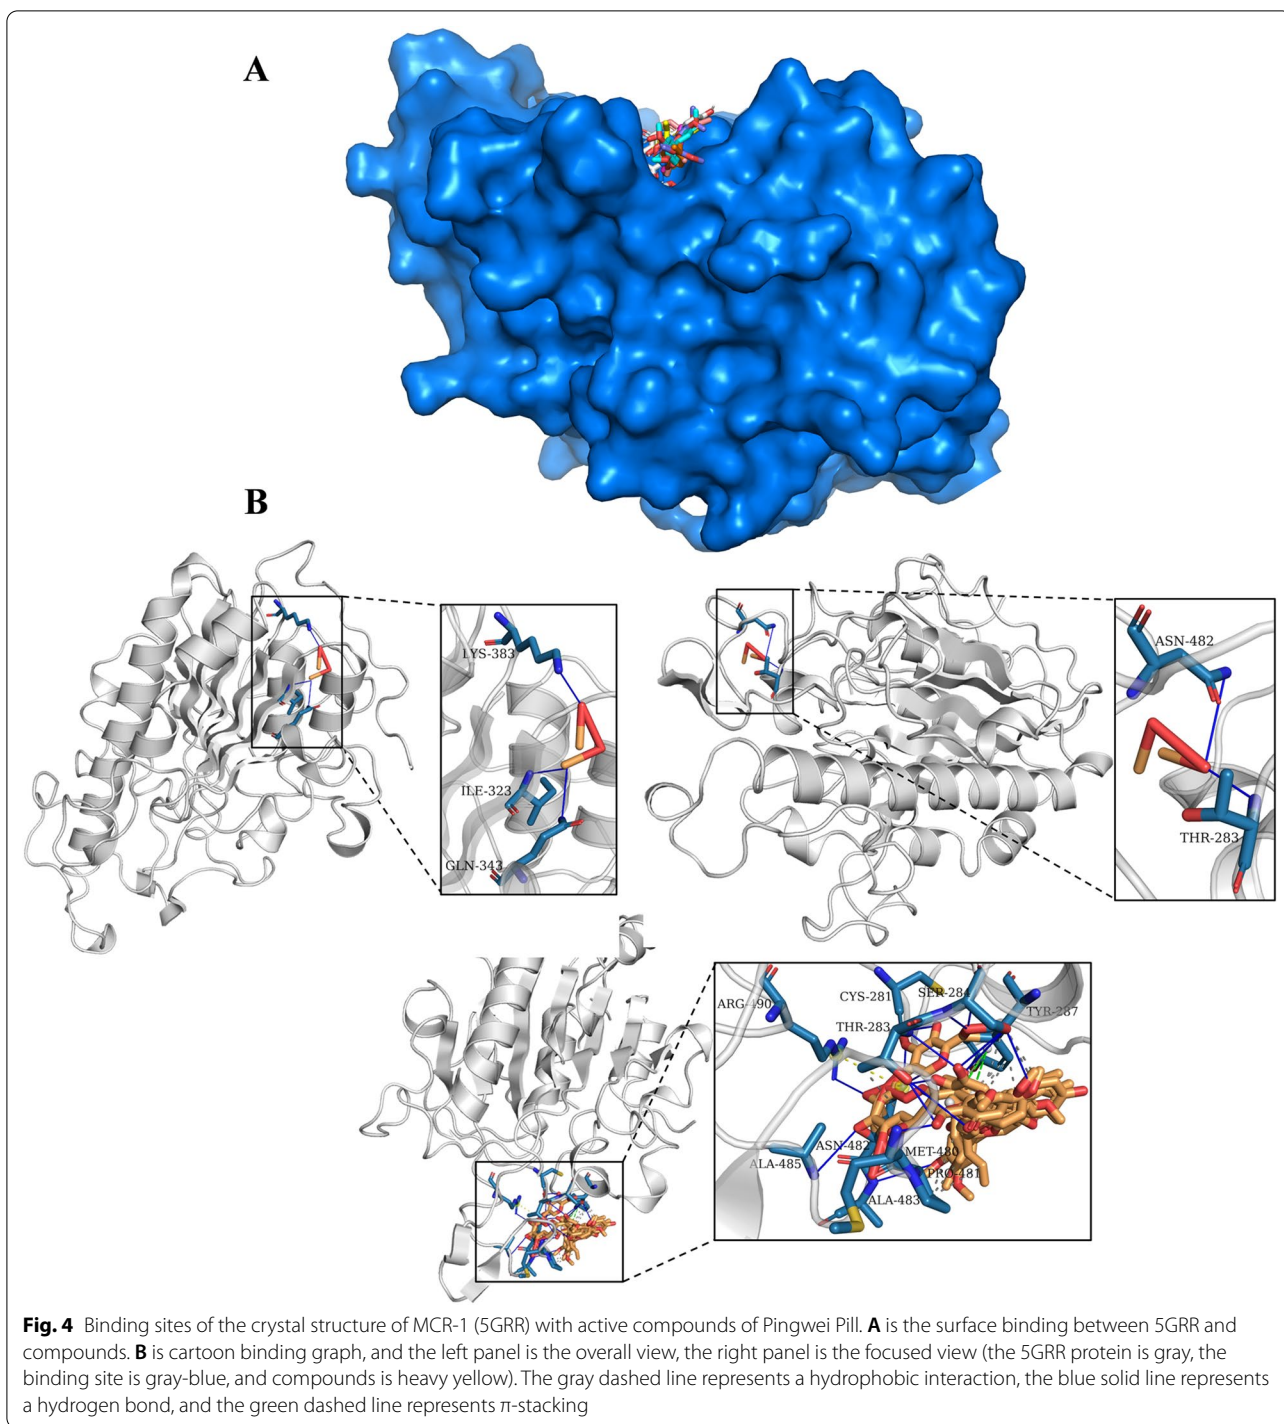 A
B
LYS-383
ILE-323
GLN-343
ASN-482
THR-283
ARG-490
CYS-281
SER-284
TYR-287
THR-283
ASN-482
MET-480
ALA-485
PRO-481
ALA-483
Fig. 4 Binding sites of the crystal structure of MCR-1 (5GRR) with active compounds of Pingwei Pill. A is the surface binding between 5GRR and
compounds. B is cartoon binding graph, and the left panel is the overall view, the right panel is the focused view (the 5GRR protein is gray, the
binding site is gray-blue, and compounds is heavy yellow). The gray dashed line represents a hydrophobic interaction, the blue solid line represents
a hydrogen bond, and the green dashed line represents π-stacking